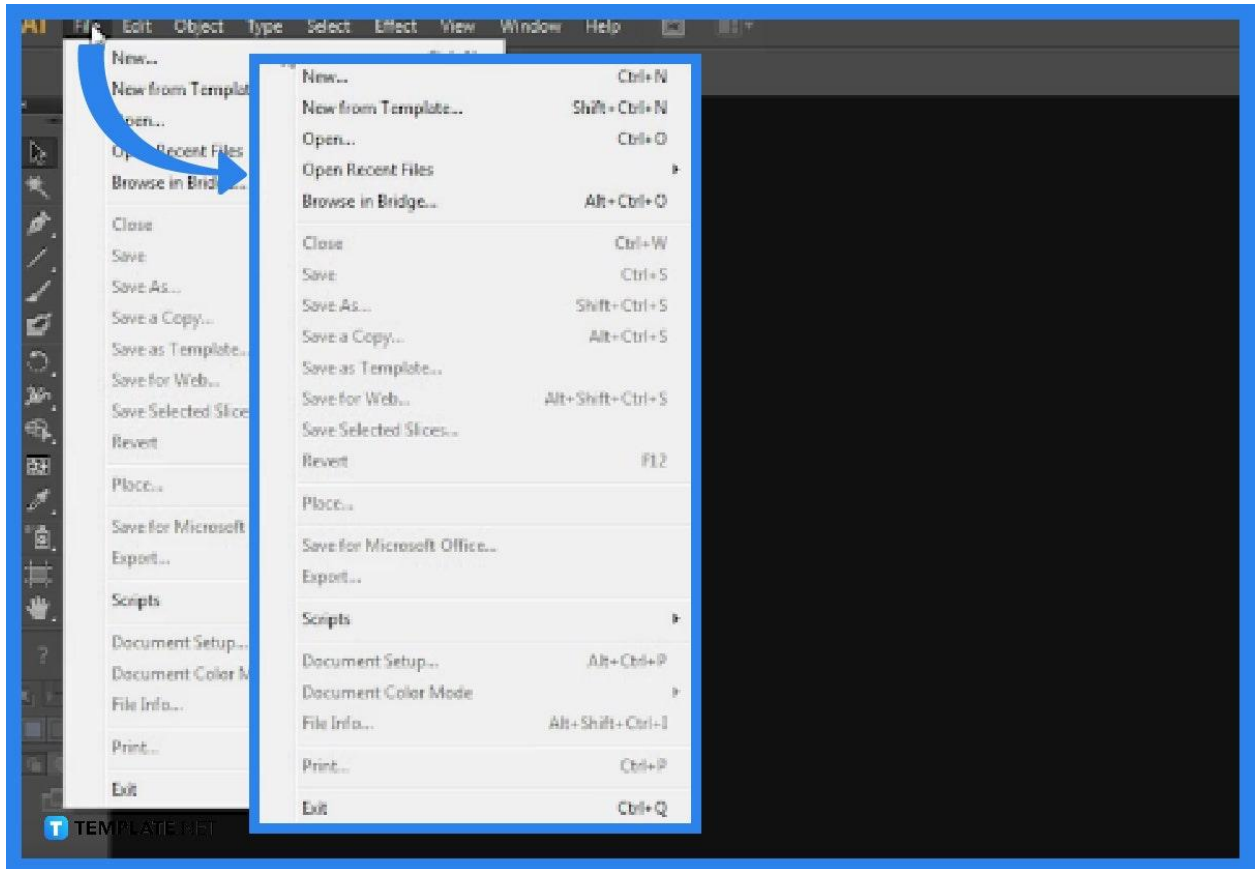 Ai File Edit Object Type Select Effect View Window Help
New...
New from Templat
Open...
Open Recent Files
Browse in Bridge...
Close
Save
Save As...
Save a Copy...
Save as Template...
Save for Web...
Save Selected Slice
Revert
Place...
Save for Microsoft
Export...
Scripts
Document Setup...
Document Color M
File Info...
Print...
Exit
New... Ctrl+N
New from Template... Shift+Ctrl+N
Open... Ctrl+O
Open Recent Files
Browse in Bridge... Alt+Ctrl+O
Close Ctrl+W
Save Ctrl+S
Save As... Shift+Ctrl+S
Save a Copy... Alt+Ctrl+S
Save as Template...
Save for Web... Alt+Shift+Ctrl+S
Save Selected Slices...
Revert F12
Place...
Save for Microsoft Office...
Export...
Scripts
Document Setup... Alt+Ctrl+P
Document Color Mode
File Info... Alt+Shift+Ctrl+I
Print... Ctrl+P
Exit Ctrl+Q
T TEMPLATE.NET